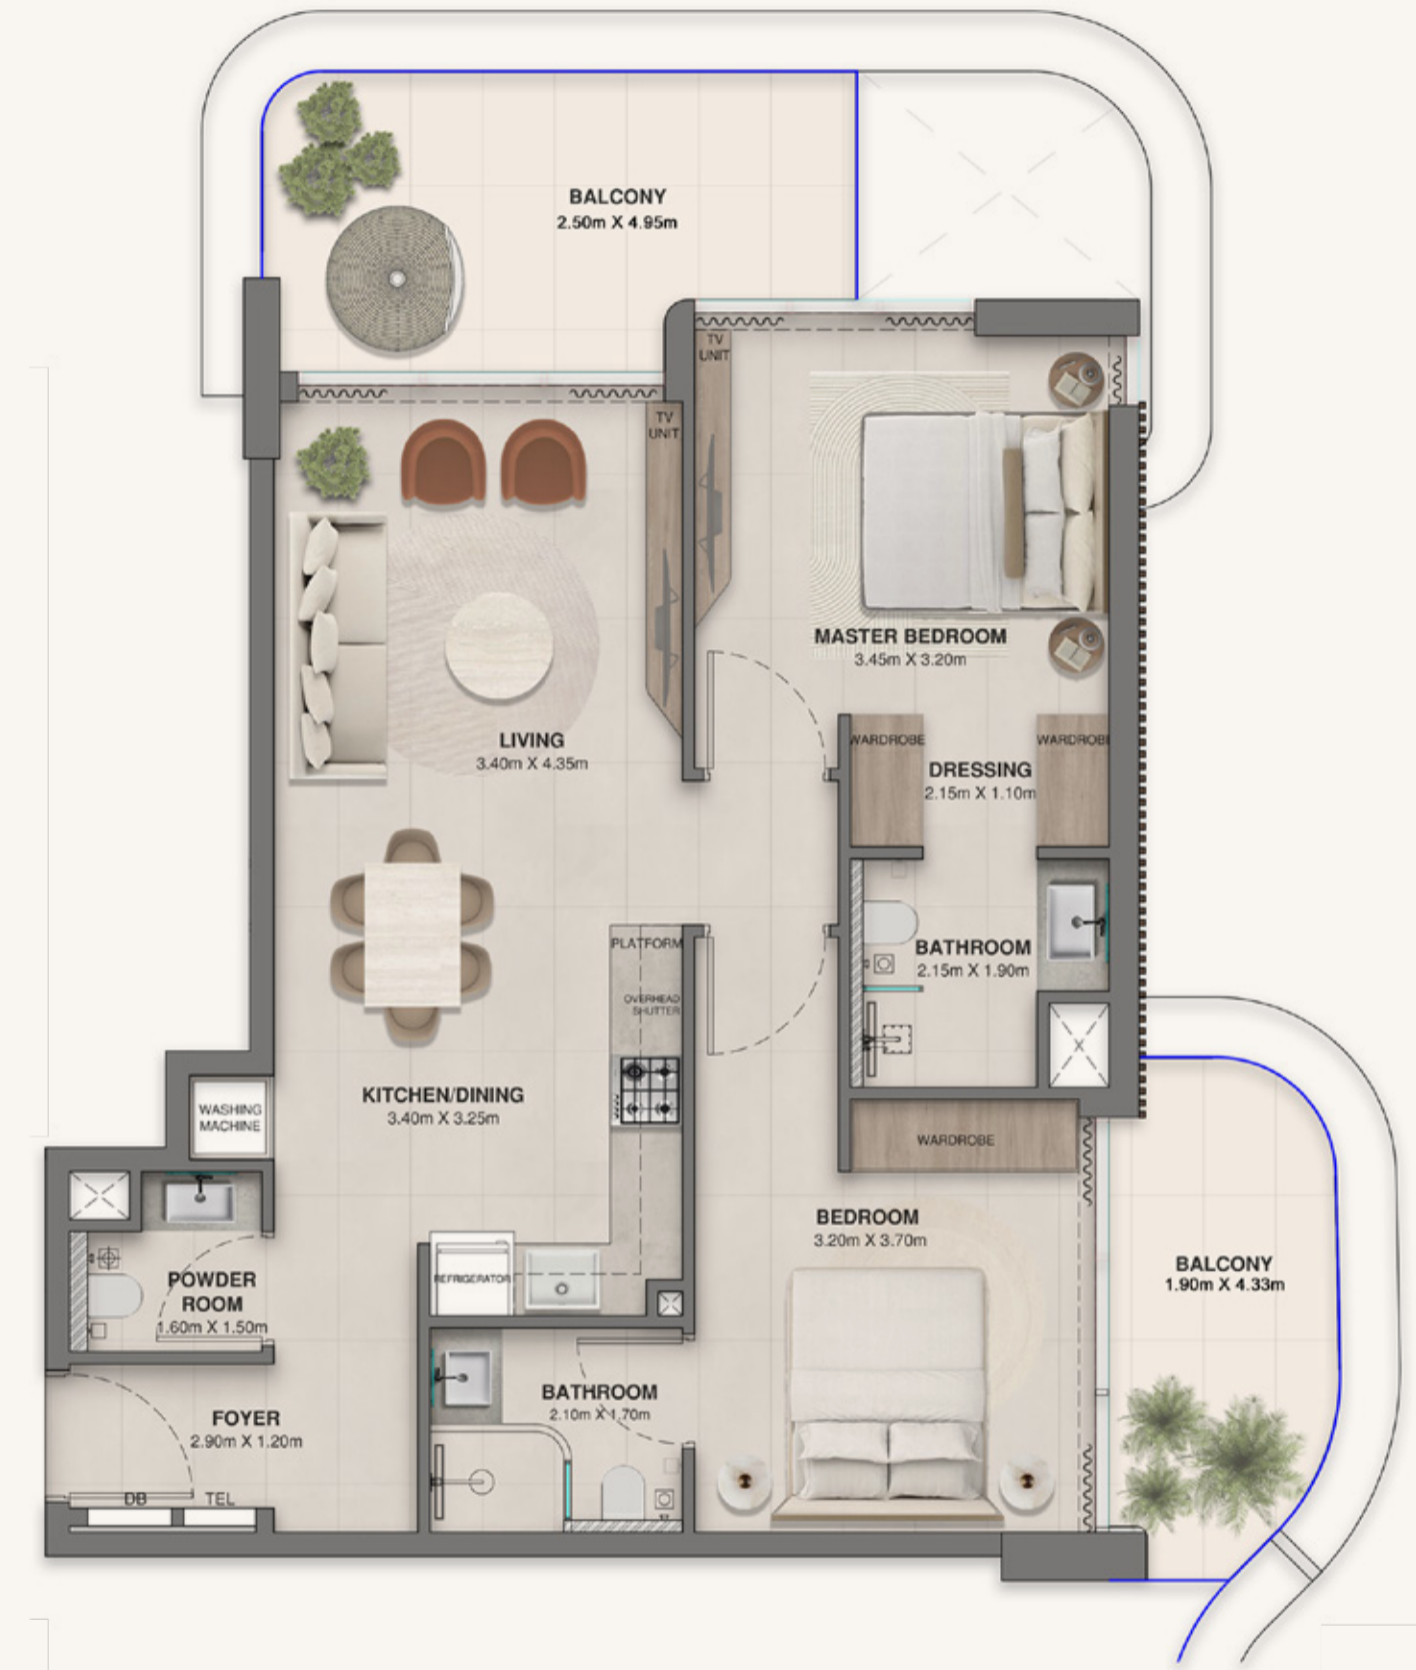 BALCONY
2.50m X 4.95m
TV
UNIT
TV
UNIT
MASTER BEDROOM
3.45m X 3.20m
LIVING
3.40m X 4.35m
WARDROBE
WARDROBE
DRESSING
2.15m X 1.10m
PLATFORM
BATHROOM
2.15m X 1.90m
OVERHEAD
SHUTTER
X
KITCHEN/DINING
3.40m X 3.25m
WASHING
MACHINE
WARDROBE
BEDROOM
3.20m X 3.70m
BALCONY
1.90m X 4.33m
REFRIGERATOR
POWDER
ROOM
1.60m X 1.50m
BATHROOM
2.10m X 1.70m
FOYER
2.90m X 1.20m
DB
TEL